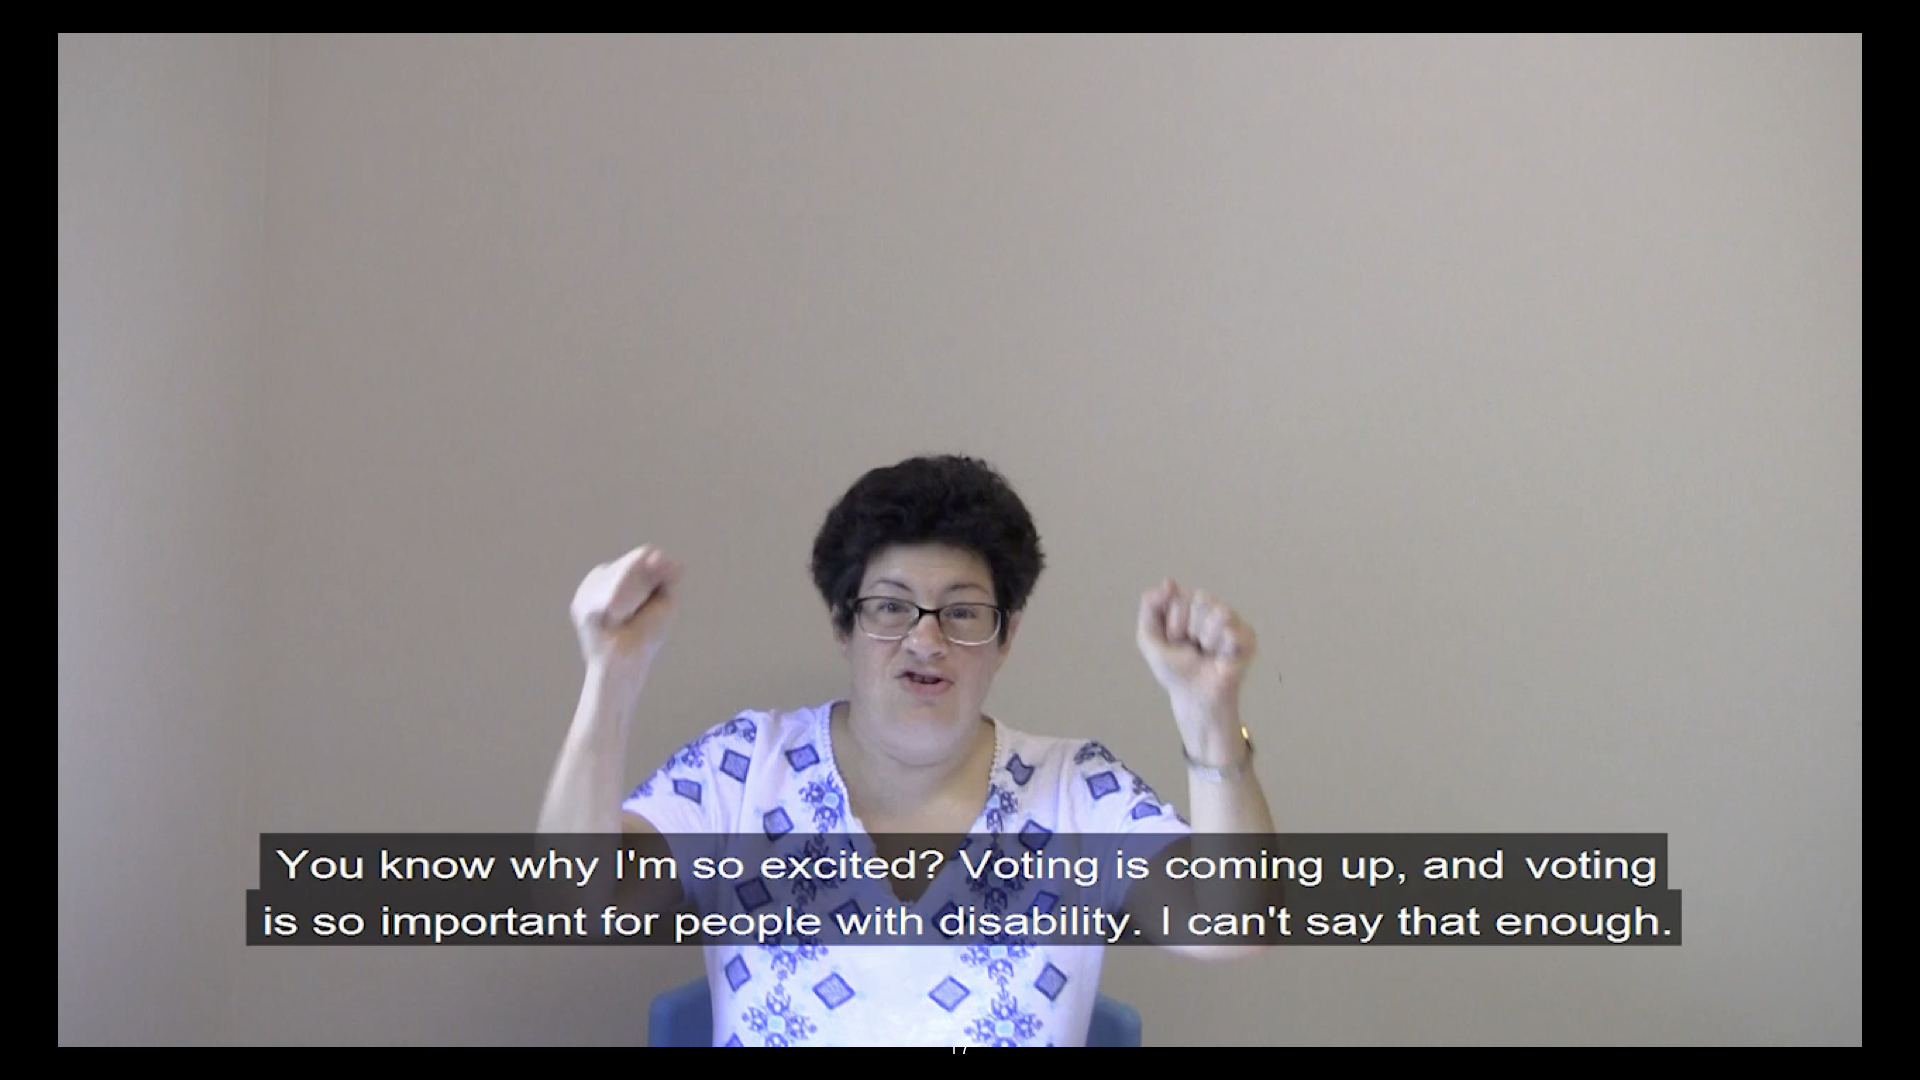 You know why I'm so excited? Voting is coming up, and voting
is so important for people with disability. I can't say that enough.
17